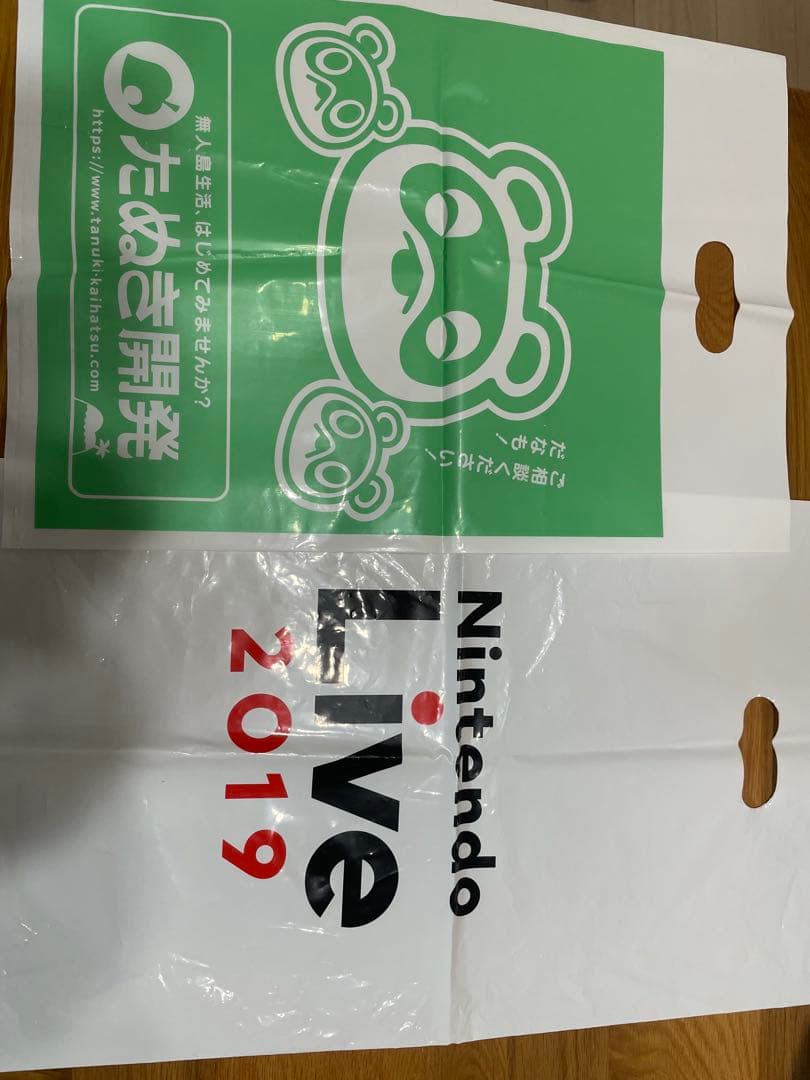 ご相談ください!
だなも!
無人島生活、はじめてみませんか?
たぬき開発
https://www.tanuki-kaihatsu.com
Nintendo
Live
2019